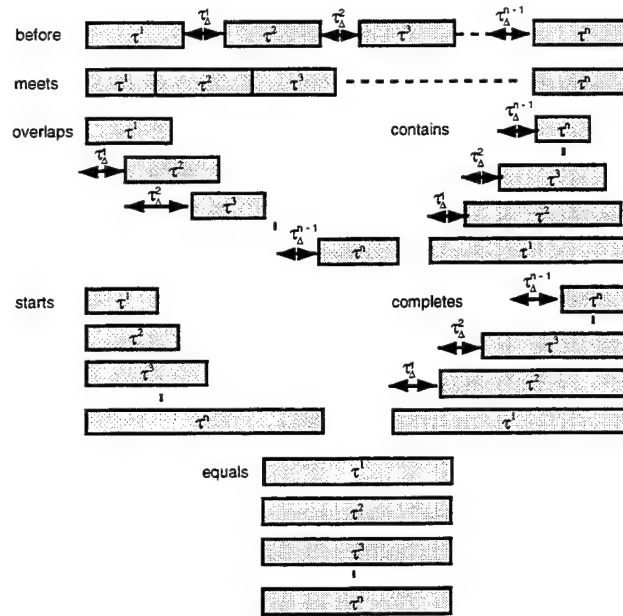 τ¹Δ τ²Δ τⁿ⁻¹Δ
before τ¹ τ² τ³ τⁿ
meets τ¹ τ² τ³ τⁿ
overlaps τ¹
τ¹Δ τ²
τ²Δ τ³
τⁿ⁻¹Δ τⁿ
contains τⁿ⁻¹Δ τⁿ
τ²Δ τ³
τ¹Δ τ²
τ¹
starts τ¹
τ²
τ³
τⁿ
completes τⁿ⁻¹Δ τⁿ
τ²Δ τ³
τ¹Δ τ²
τ¹
equals τ¹
τ²
τ³
τⁿ